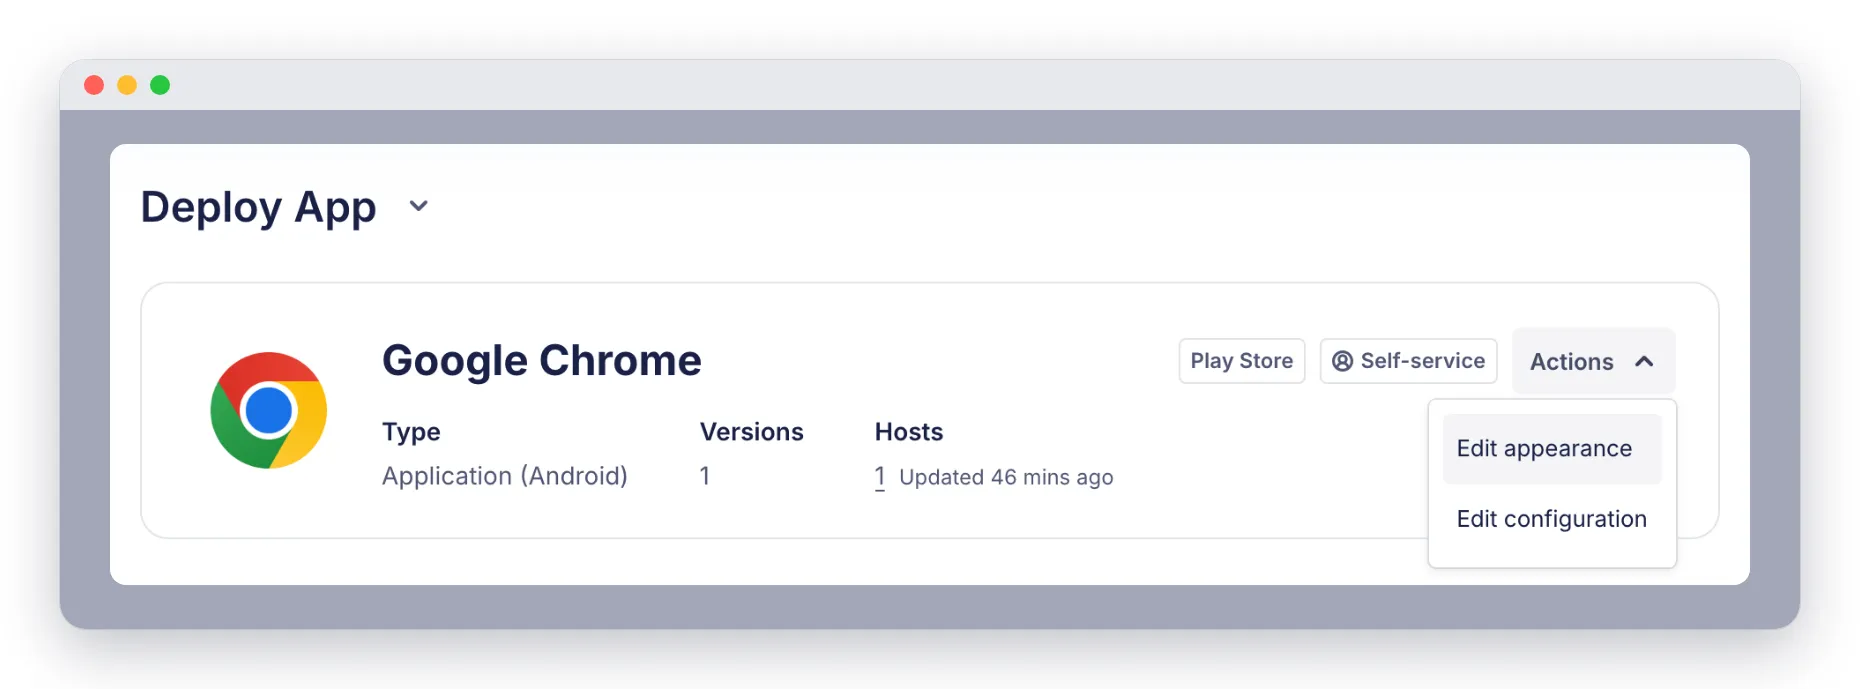 Deploy App
Google Chrome
Play Store
Self-service
Actions
Type
Versions
Hosts
Application (Android)
1
1 Updated 46 mins ago
Edit appearance
Edit configuration